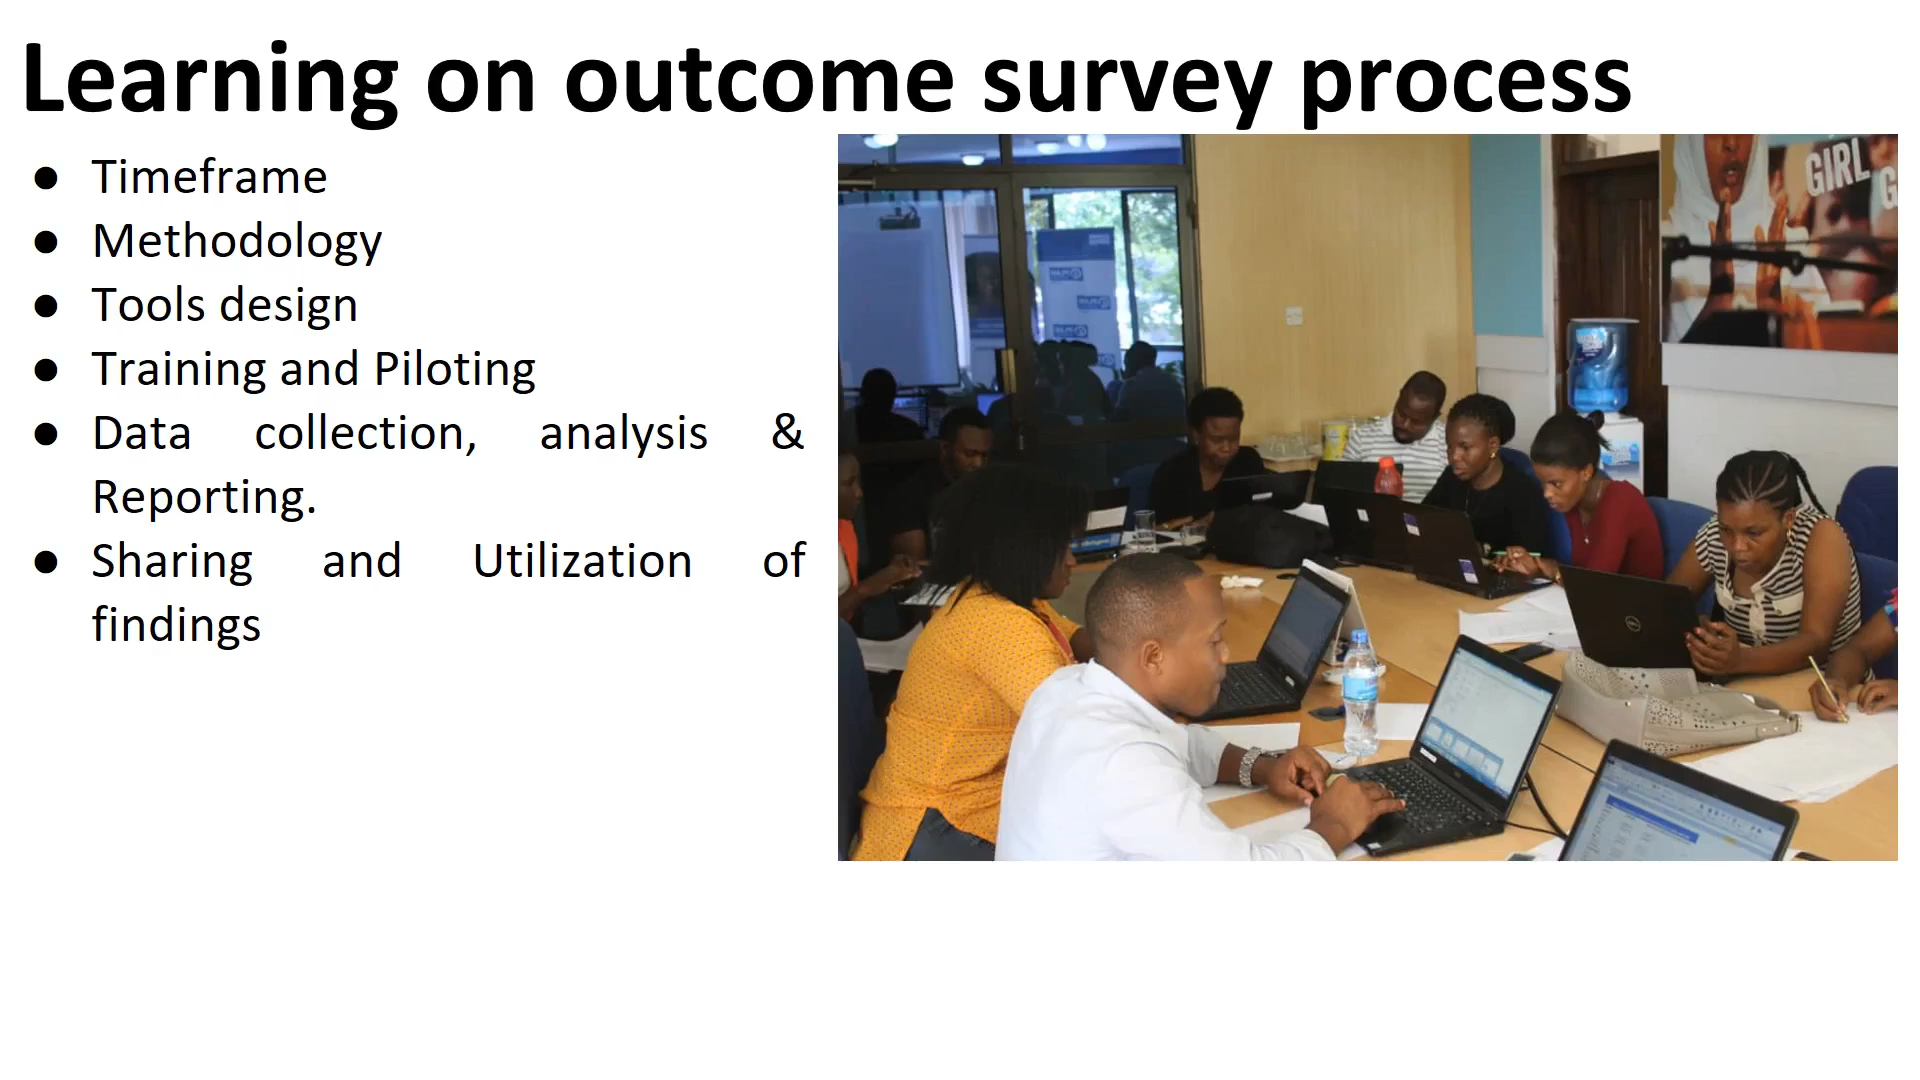 Learning on outcome survey process
● Timeframe
● Methodology
● Tools design
● Training and Piloting
● Data collection, analysis &
Reporting.
● Sharing and Utilization of
findings
GIRL
G
DELL